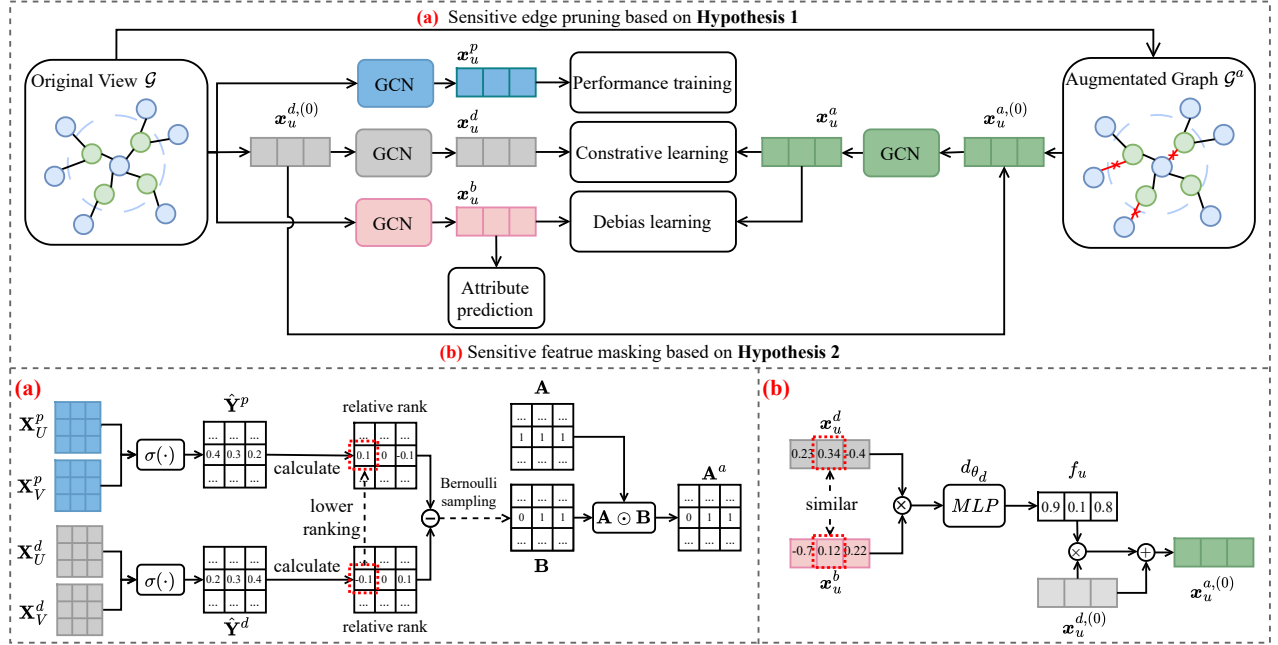 (a) Sensitive edge pruning based on Hypothesis 1
Original View 𝒢
x_u^{d,(0)}
GCN
x_u^p
Performance training
GCN
x_u^d
Constrative learning
x_u^a
GCN
x_u^{a,(0)}
Augmentated Graph 𝒢^a
GCN
x_u^b
Debias learning
Attribute
prediction
(b) Sensitive featrue masking based on Hypothesis 2
(a)
X_U^p
X_V^p
σ(·)
Ŷ^p
... ... ...
0.4 0.3 0.2
... ... ...
calculate
relative rank
... ... ...
0.1 0 -0.1
... ... ...
lower
ranking
X_U^d
X_V^d
σ(·)
... ... ...
0.2 0.3 0.4
... ... ...
Ŷ^d
calculate
... ... ...
-0.1 0 0.1
... ... ...
relative rank
−
Bernoulli
sampling
A
... ... ...
1 1 1
... ... ...
... ... ...
0 1 1
... ... ...
B
A ⊙ B
A^a
... ... ...
0 1 1
... ... ...
(b)
x_u^d
0.23 0.34 -0.4
similar
-0.7 0.12 0.22
x_u^b
×
d_{θ_d}
MLP
f_u
0.9 0.1 0.8
×
+
x_u^{d,(0)}
x_u^{a,(0)}